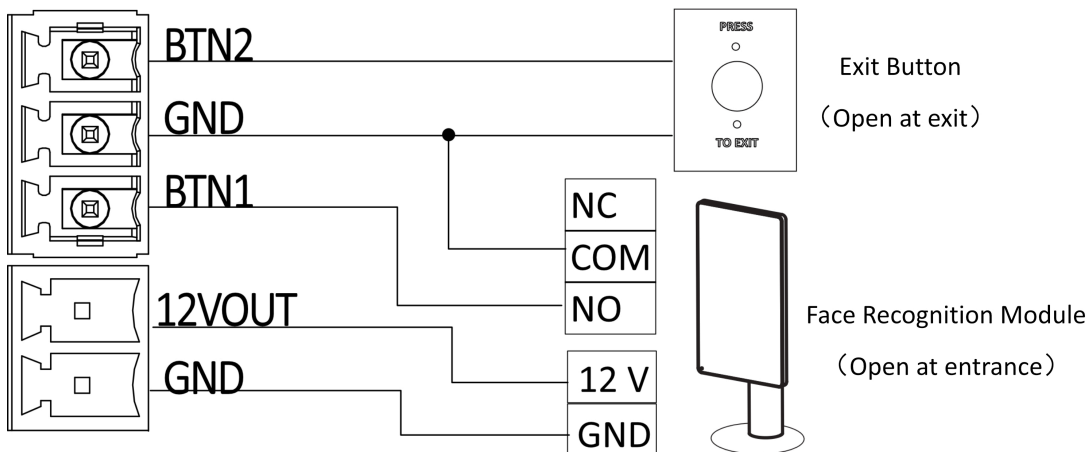 BTN2
GND
BTN1
12VOUT
GND
PRESS
TO EXIT
Exit Button
（Open at exit）
NC
COM
NO
12 V
GND
Face Recognition Module
（Open at entrance）